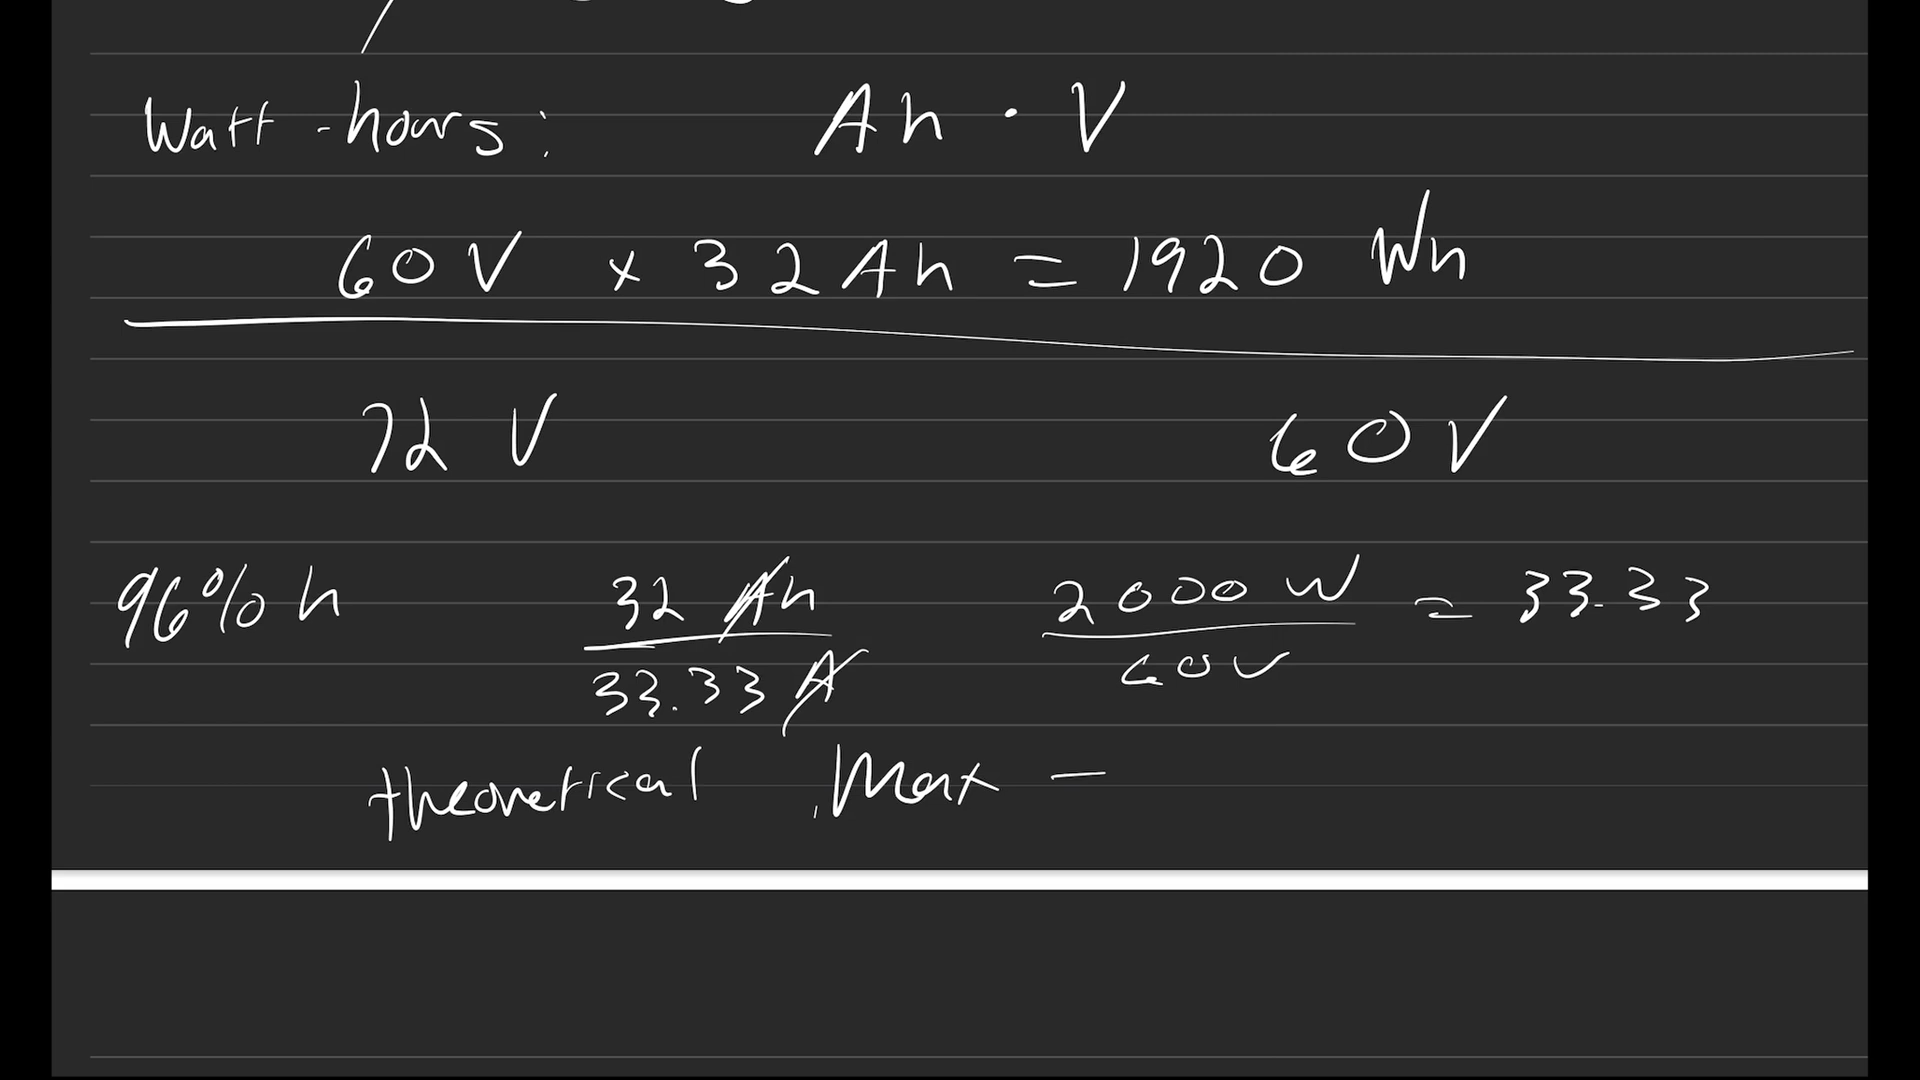 Watt-hours: Ah · V
60V x 32Ah = 1920 Wh
72 V 60V
96% h 32 Ah 2000 W = 33.33
33.33 A 60V
theoretical Max -